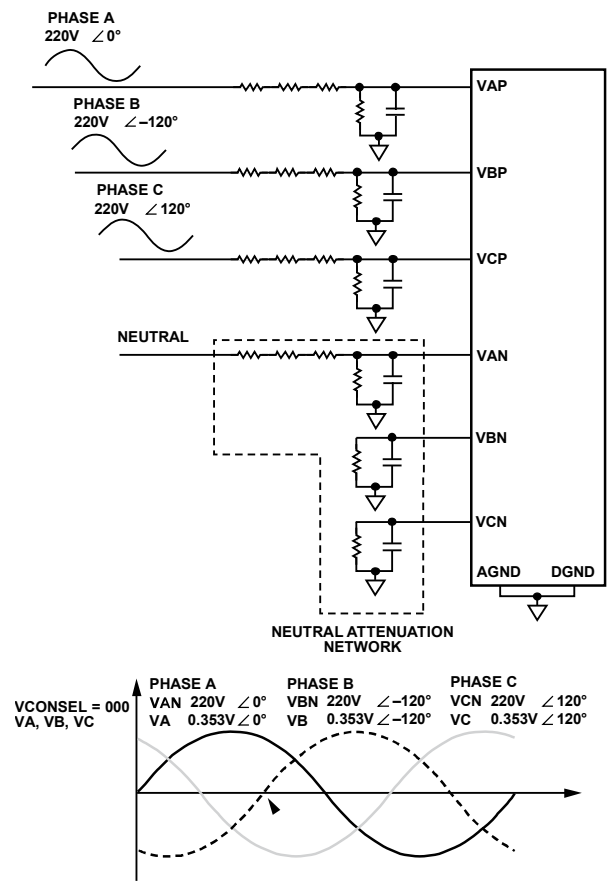 PHASE A
220V ∠0°
VAP
PHASE B
220V ∠–120°
VBP
PHASE C
220V ∠120°
VCP
NEUTRAL
VAN
VBN
VCN
AGND DGND
NEUTRAL ATTENUATION
NETWORK
VCONSEL = 000
VA, VB, VC
PHASE A
VAN 220V ∠0°
VA 0.353V∠0°
PHASE B
VBN 220V ∠–120°
VB 0.353V∠–120°
PHASE C
VCN 220V ∠120°
VC 0.353V∠120°